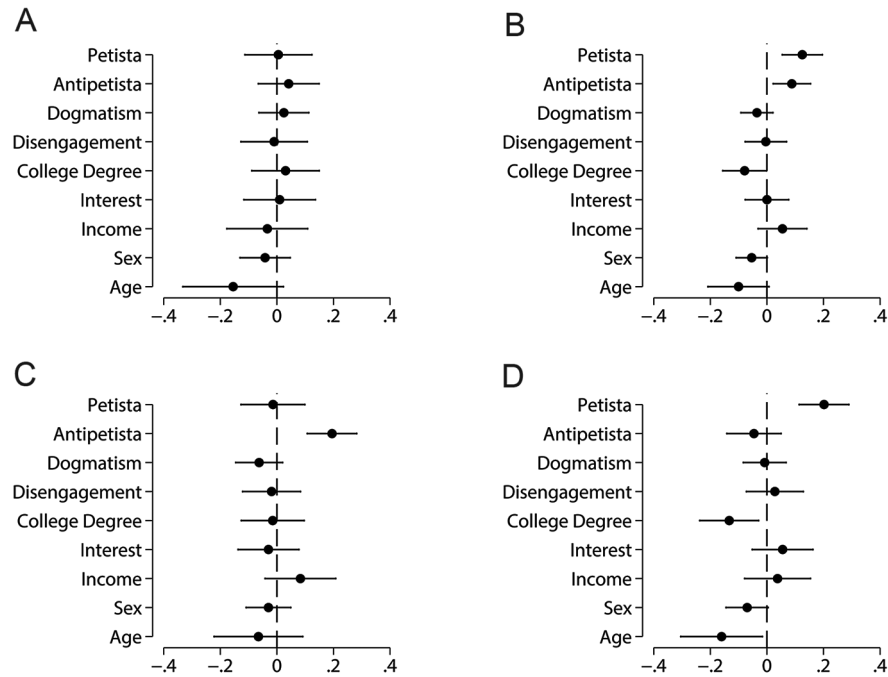 A
Petista
Antipetista
Dogmatism
Disengagement
College Degree
Interest
Income
Sex
Age
−.4 −.2 0 .2 .4
B
Petista
Antipetista
Dogmatism
Disengagement
College Degree
Interest
Income
Sex
Age
−.4 −.2 0 .2 .4
C
Petista
Antipetista
Dogmatism
Disengagement
College Degree
Interest
Income
Sex
Age
−.4 −.2 0 .2 .4
D
Petista
Antipetista
Dogmatism
Disengagement
College Degree
Interest
Income
Sex
Age
−.4 −.2 0 .2 .4